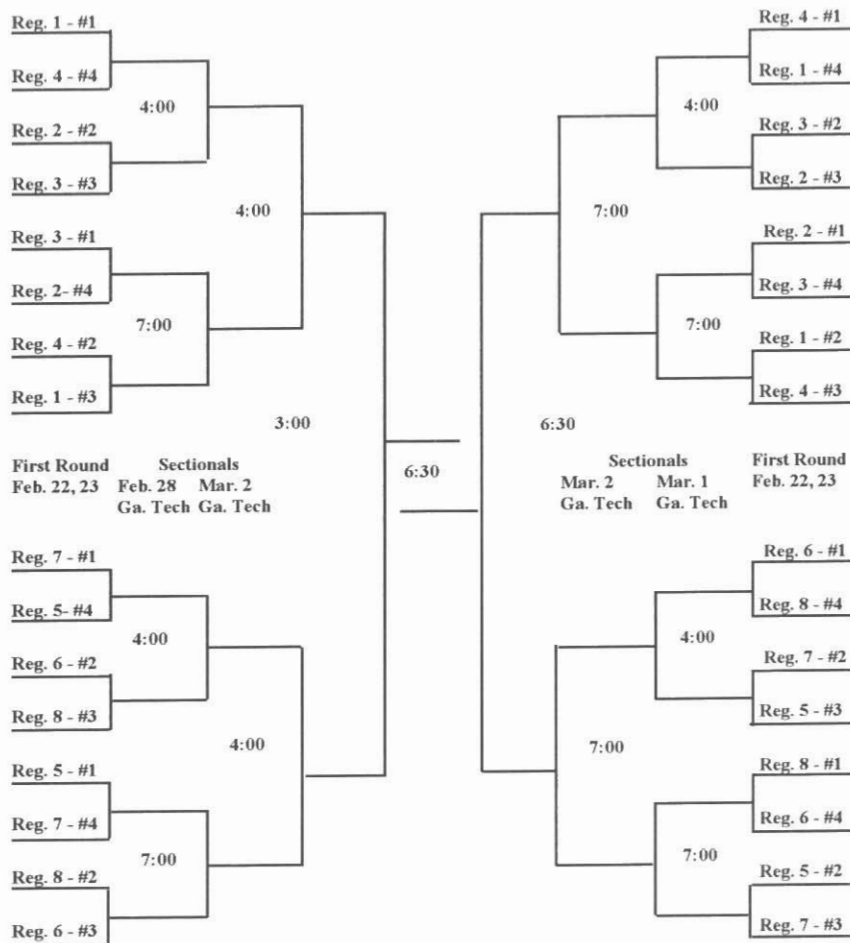 Reg. 1 - #1
Reg. 4 - #4
4:00
Reg. 2 - #2
Reg. 3 - #3
4:00
Reg. 3 - #1
Reg. 2- #4
7:00
Reg. 4 - #2
Reg. 1 - #3
3:00
First Round
Feb. 22, 23
Sectionals
Feb. 28 Mar. 2
Ga. Tech Ga. Tech
Reg. 7 - #1
Reg. 5- #4
4:00
Reg. 6 - #2
Reg. 8 - #3
4:00
Reg. 5 - #1
Reg. 7 - #4
7:00
Reg. 8 - #2
Reg. 6 - #3
6:30
Reg. 4 - #1
Reg. 1 - #4
4:00
Reg. 3 - #2
Reg. 2 - #3
7:00
Reg. 2 - #1
Reg. 3 - #4
7:00
Reg. 1 - #2
Reg. 4 - #3
6:30
Sectionals
Mar. 2 Mar. 1
Ga. Tech Ga. Tech
First Round
Feb. 22, 23
Reg. 6 - #1
Reg. 8 - #4
4:00
Reg. 7 - #2
Reg. 5 - #3
7:00
Reg. 8 - #1
Reg. 6 - #4
7:00
Reg. 5 - #2
Reg. 7 - #3